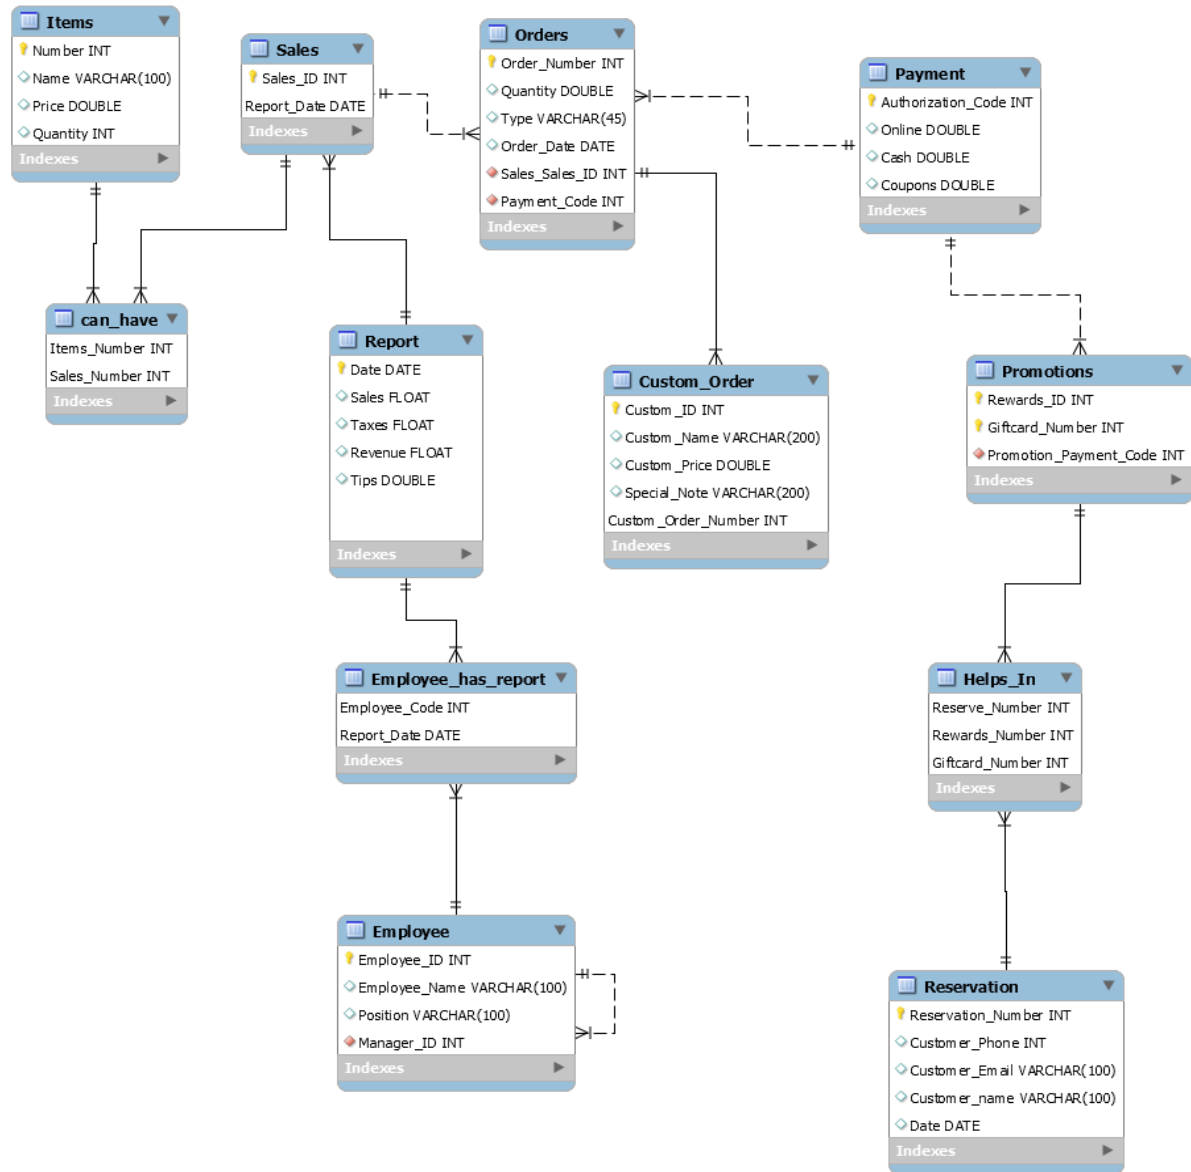 Items
Number INT
Name VARCHAR(100)
Price DOUBLE
Quantity INT
Indexes
Sales
Sales_ID INT
Report_Date DATE
Indexes
Orders
Order_Number INT
Quantity DOUBLE
Type VARCHAR(45)
Order_Date DATE
Sales_Sales_ID INT
Payment_Code INT
Indexes
Payment
Authorization_Code INT
Online DOUBLE
Cash DOUBLE
Coupons DOUBLE
Indexes
can_have
Items_Number INT
Sales_Number INT
Indexes
Report
Date DATE
Sales FLOAT
Taxes FLOAT
Revenue FLOAT
Tips DOUBLE
Indexes
Custom_Order
Custom_ID INT
Custom_Name VARCHAR(200)
Custom_Price DOUBLE
Special_Note VARCHAR(200)
Custom_Order_Number INT
Indexes
Promotions
Rewards_ID INT
Giftcard_Number INT
Promotion_Payment_Code INT
Indexes
Employee_has_report
Employee_Code INT
Report_Date DATE
Indexes
Helps_In
Reserve_Number INT
Rewards_Number INT
Giftcard_Number INT
Indexes
Employee
Employee_ID INT
Employee_Name VARCHAR(100)
Position VARCHAR(100)
Manager_ID INT
Indexes
Reservation
Reservation_Number INT
Customer_Phone INT
Customer_Email VARCHAR(100)
Customer_name VARCHAR(100)
Date DATE
Indexes